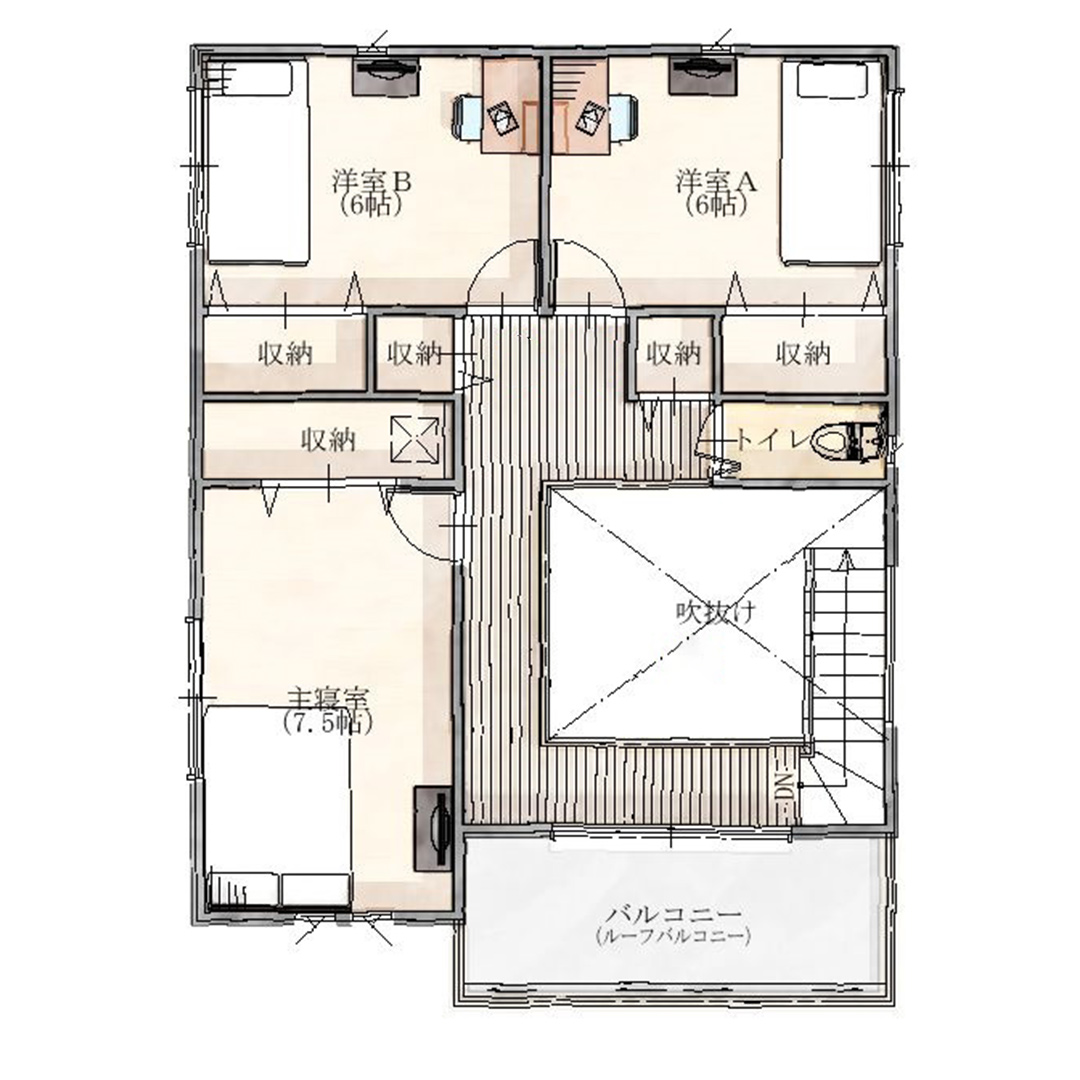 洋室B
(6帖)
洋室A
(6帖)
収納
収納
収納
収納
収納
トイレ
吹抜け
主寝室
(7.5帖)
DN
バルコニー
(ルーフバルコニー)